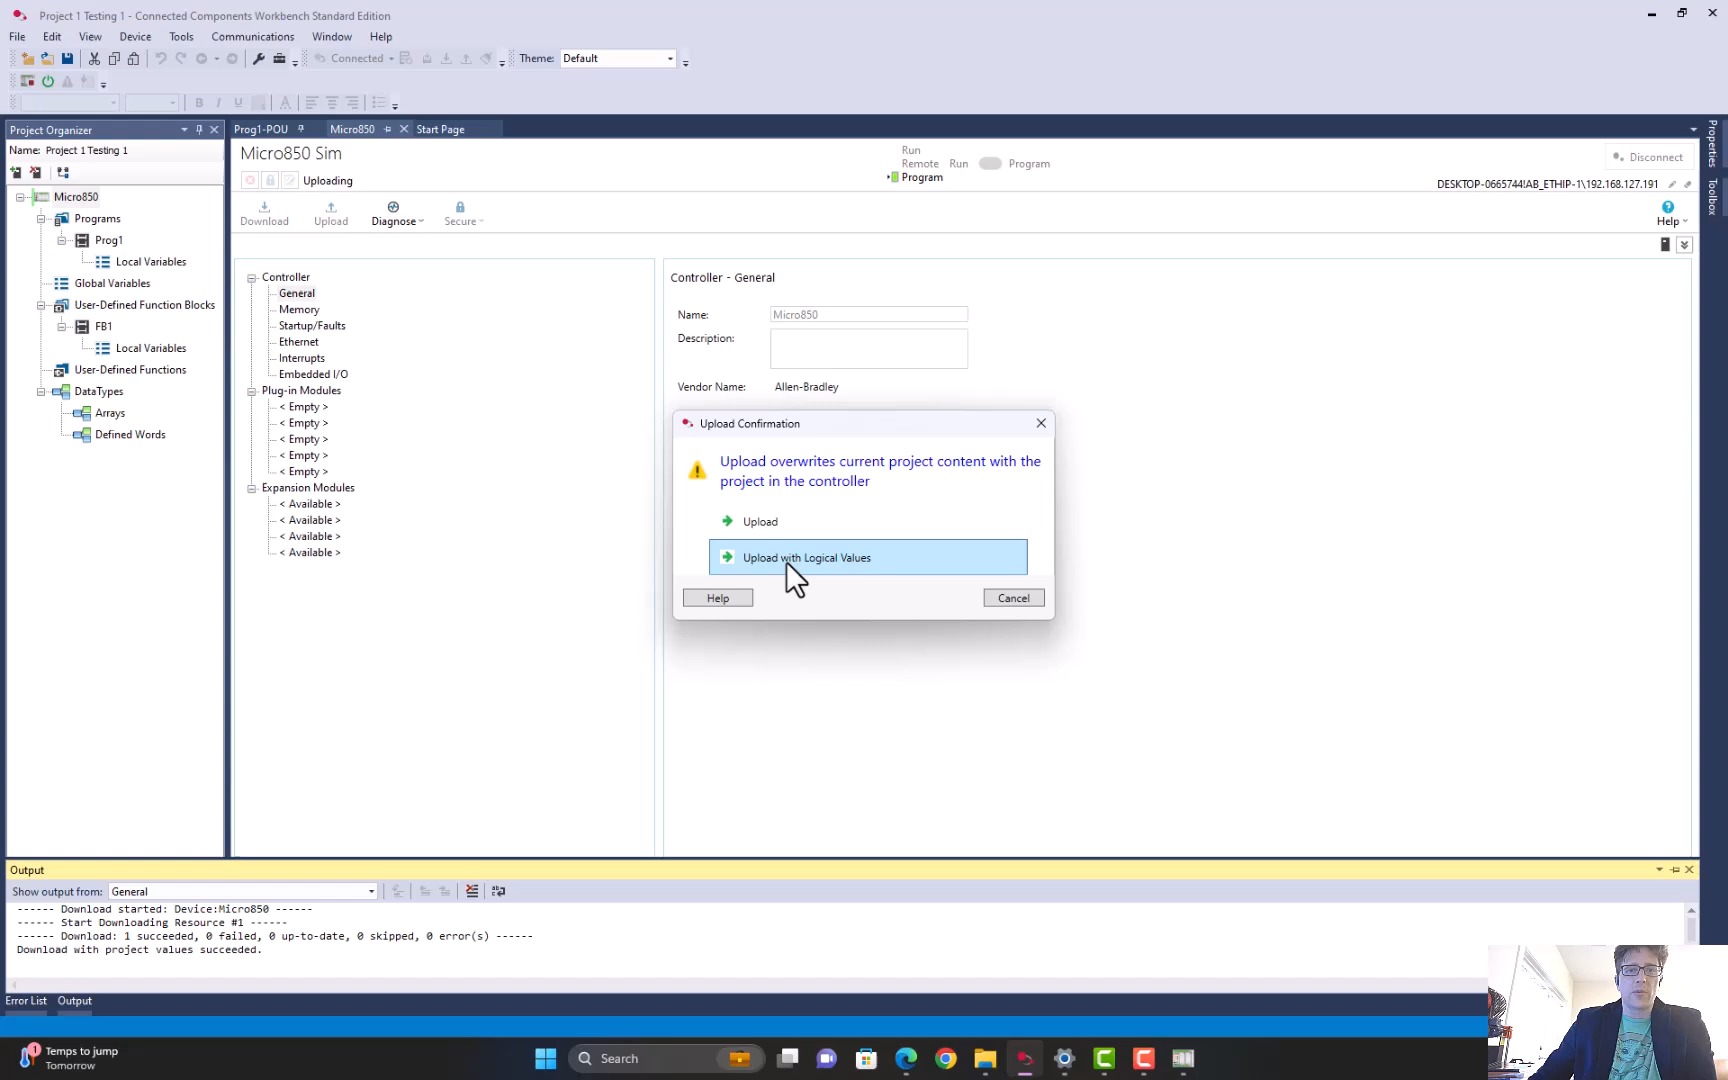 Project 1 Testing 1 - Connected Components Workbench Standard Edition
File Edit View Device Tools Communications Window Help
Connected Theme: Default
B I U A
Project Organizer
Name: Project 1 Testing 1
Micro850
Programs
Prog1
Local Variables
Global Variables
User-Defined Function Blocks
FB1
Local Variables
User-Defined Functions
DataTypes
Arrays
Defined Words
Prog1-POU Micro850 Start Page
Micro850 Sim
Uploading
Run
Remote Run Program
Program
Disconnect
DESKTOP-0665744!AB_ETHIP-1\192.168.127.191
Download Upload Diagnose Secure Help
Controller
General
Memory
Startup/Faults
Ethernet
Interrupts
Embedded I/O
Plug-in Modules
< Empty >
< Empty >
< Empty >
< Empty >
< Empty >
Expansion Modules
< Available >
< Available >
< Available >
< Available >
Controller - General
Name: Micro850
Description:
Vendor Name: Allen-Bradley
Upload Confirmation
Upload overwrites current project content with the
project in the controller
Upload
Upload with Logical Values
Help Cancel
Properties
Toolbox
Output
Show output from: General
------ Download started: Device:Micro850 ------
------ Start Downloading Resource #1 ------
------ Download: 1 succeeded, 0 failed, 0 up-to-date, 0 skipped, 0 error(s) ------
Download with project values succeeded.
Error List Output
1
Temps to jump
Tomorrow
Search